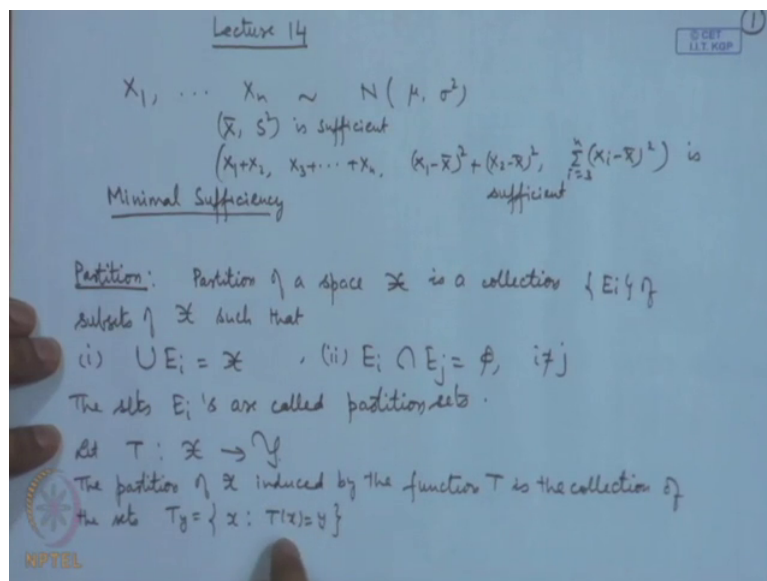 Lecture 14
1
© CET
I.I.T. KGP
X₁, ... Xₙ ~ N(μ, σ²)
(X̄, S²) is sufficient
(X₁+X₂, X₃+⋯+Xₙ, (X₁-X̄)²+(X₂-X̄)², Σᵢ₌₃ⁿ(Xᵢ-X̄)²) is
sufficient
Minimal Sufficiency
Partition: Partition of a space 𝒳 is a collection {Eᵢ} of
subsets of 𝒳 such that
(i) ∪Eᵢ = 𝒳 , (ii) Eᵢ ∩ Eⱼ = φ, i≠j
The sets Eᵢ's are called partition sets.
Let T : 𝒳 → 𝒴
The partition of 𝒳 induced by the function T is the collection of
the sets T_y = { x : T(x) = y }
NPTEL